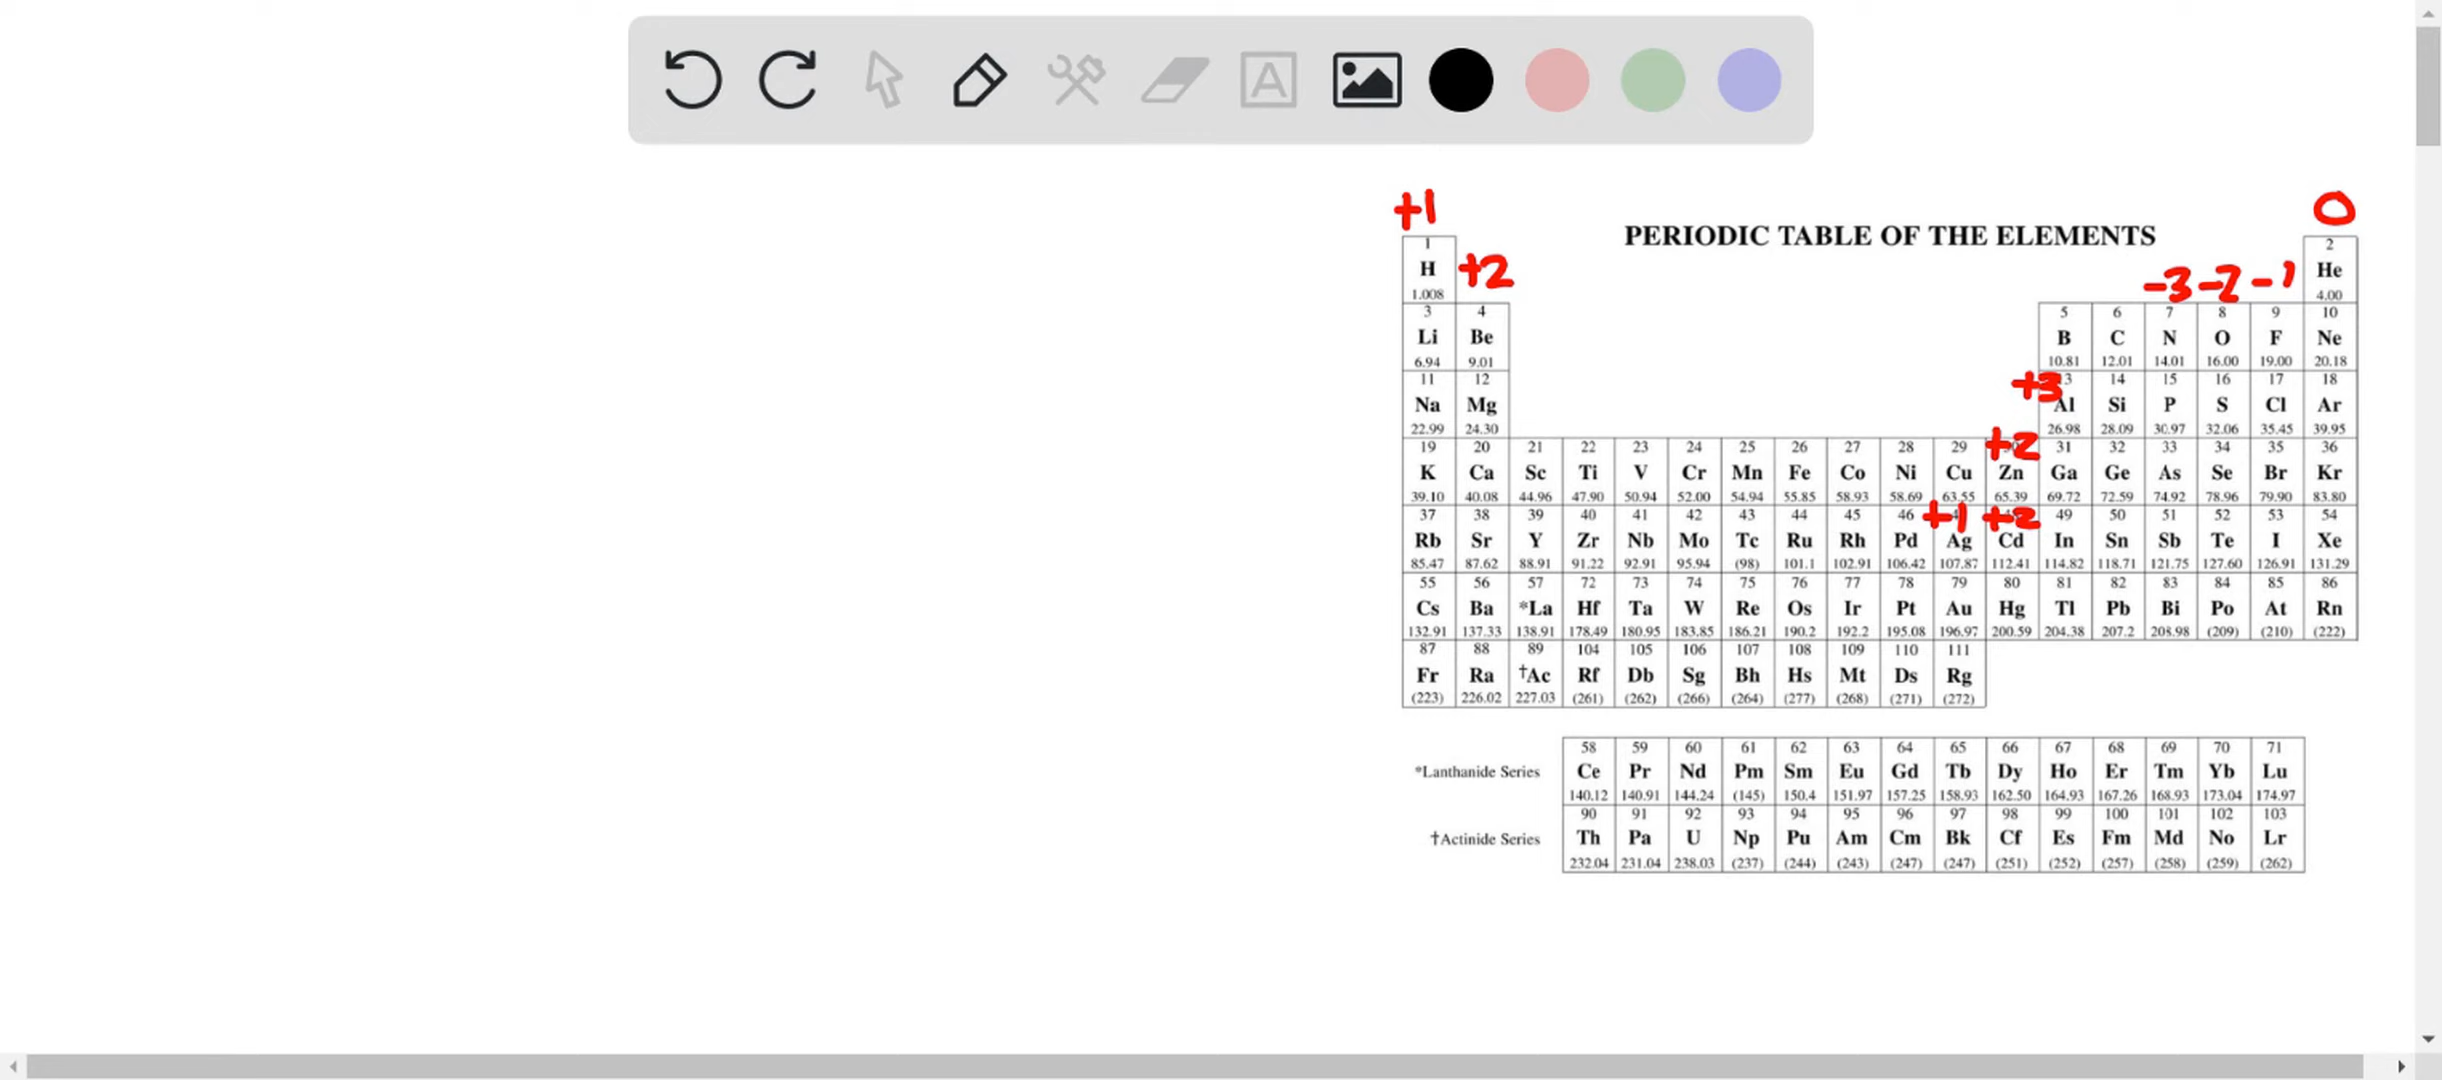 A
+1 0
PERIODIC TABLE OF THE ELEMENTS
1 2
H +2 -3 -2 -1 He
1.008 4.00
3 4 5 6 7 8 9 10
Li Be B C N O F Ne
6.94 9.01 10.81 12.01 14.01 16.00 19.00 20.18
11 12 +3 3 14 15 16 17 18
Na Mg Al Si P S Cl Ar
22.99 24.30 26.98 28.09 30.97 32.06 35.45 39.95
19 20 21 22 23 24 25 26 27 28 29 +2 31 32 33 34 35 36
K Ca Sc Ti V Cr Mn Fe Co Ni Cu Zn Ga Ge As Se Br Kr
39.10 40.08 44.96 47.90 50.94 52.00 54.94 55.85 58.93 58.69 63.55 65.39 69.72 72.59 74.92 78.96 79.90 83.80
37 38 39 40 41 42 43 44 45 46 +1 +2 49 50 51 52 53 54
Rb Sr Y Zr Nb Mo Tc Ru Rh Pd Ag Cd In Sn Sb Te I Xe
85.47 87.62 88.91 91.22 92.91 95.94 (98) 101.1 102.91 106.42 107.87 112.41 114.82 118.71 121.75 127.60 126.91 131.29
55 56 57 72 73 74 75 76 77 78 79 80 81 82 83 84 85 86
Cs Ba *La Hf Ta W Re Os Ir Pt Au Hg Tl Pb Bi Po At Rn
132.91 137.33 138.91 178.49 180.95 183.85 186.21 190.2 192.2 195.08 196.97 200.59 204.38 207.2 208.98 (209) (210) (222)
87 88 89 104 105 106 107 108 109 110 111
Fr Ra †Ac Rf Db Sg Bh Hs Mt Ds Rg
(223) 226.02 227.03 (261) (262) (266) (264) (277) (268) (271) (272)
58 59 60 61 62 63 64 65 66 67 68 69 70 71
*Lanthanide Series Ce Pr Nd Pm Sm Eu Gd Tb Dy Ho Er Tm Yb Lu
140.12 140.91 144.24 (145) 150.4 151.97 157.25 158.93 162.50 164.93 167.26 168.93 173.04 174.97
90 91 92 93 94 95 96 97 98 99 100 101 102 103
†Actinide Series Th Pa U Np Pu Am Cm Bk Cf Es Fm Md No Lr
232.04 231.04 238.03 (237) (244) (243) (247) (247) (251) (252) (257) (258) (259) (262)